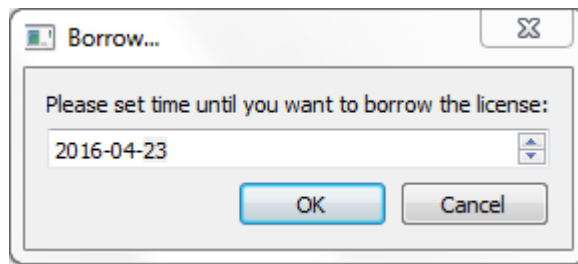 Borrow...
Please set time until you want to borrow the license:
2016-04-23
OK
Cancel